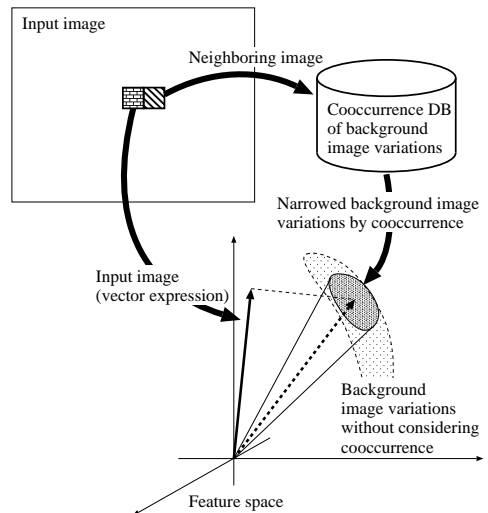 Input image
Neighboring image
Cooccurrence DB
of background
image variations
Narrowed background image
variations by cooccurrence
Input image
(vector expression)
Background
image variations
without considering
cooccurrence
Feature space